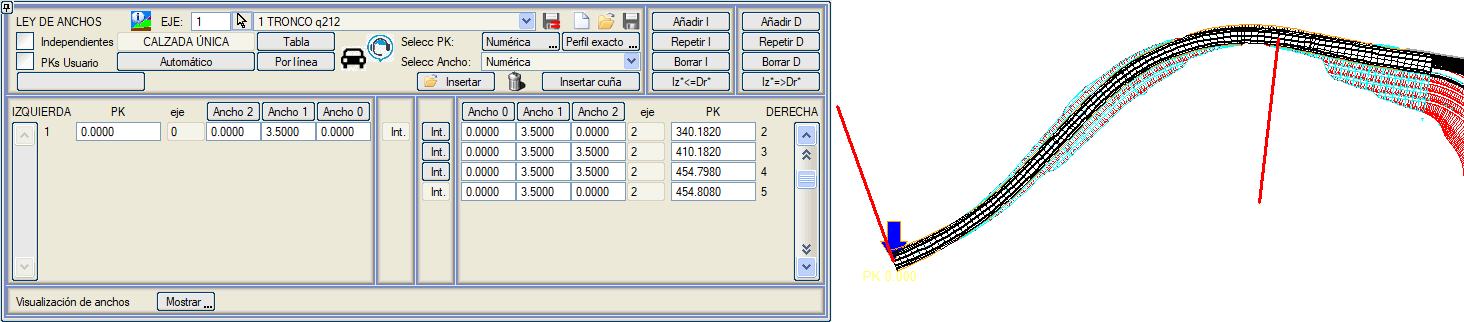 LEY DE ANCHOS EJE: 1 1 TRONCO q212 Añadir I Añadir D
Independientes CALZADA ÚNICA Tabla Selecc PK: Numérica ... Perfil exacto ... Repetir I Repetir D
PKs Usuario Automático Por línea Selecc Ancho: Numérica Borrar I Borrar D
Insertar Insertar cuña Iz*<=Dr* Iz*=>Dr*
IZQUIERDA PK eje Ancho 2 Ancho 1 Ancho 0 Ancho 0 Ancho 1 Ancho 2 eje PK DERECHA
1 0.0000 0 0.0000 3.5000 0.0000 Int. Int. 0.0000 3.5000 0.0000 2 340.1820 2
Int. 0.0000 3.5000 3.5000 2 410.1820 3
Int. 0.0000 3.5000 3.5000 2 454.7980 4
Int. 0.0000 3.5000 0.0000 2 454.8080 5
PK 0.000
Visualización de anchos Mostrar ...